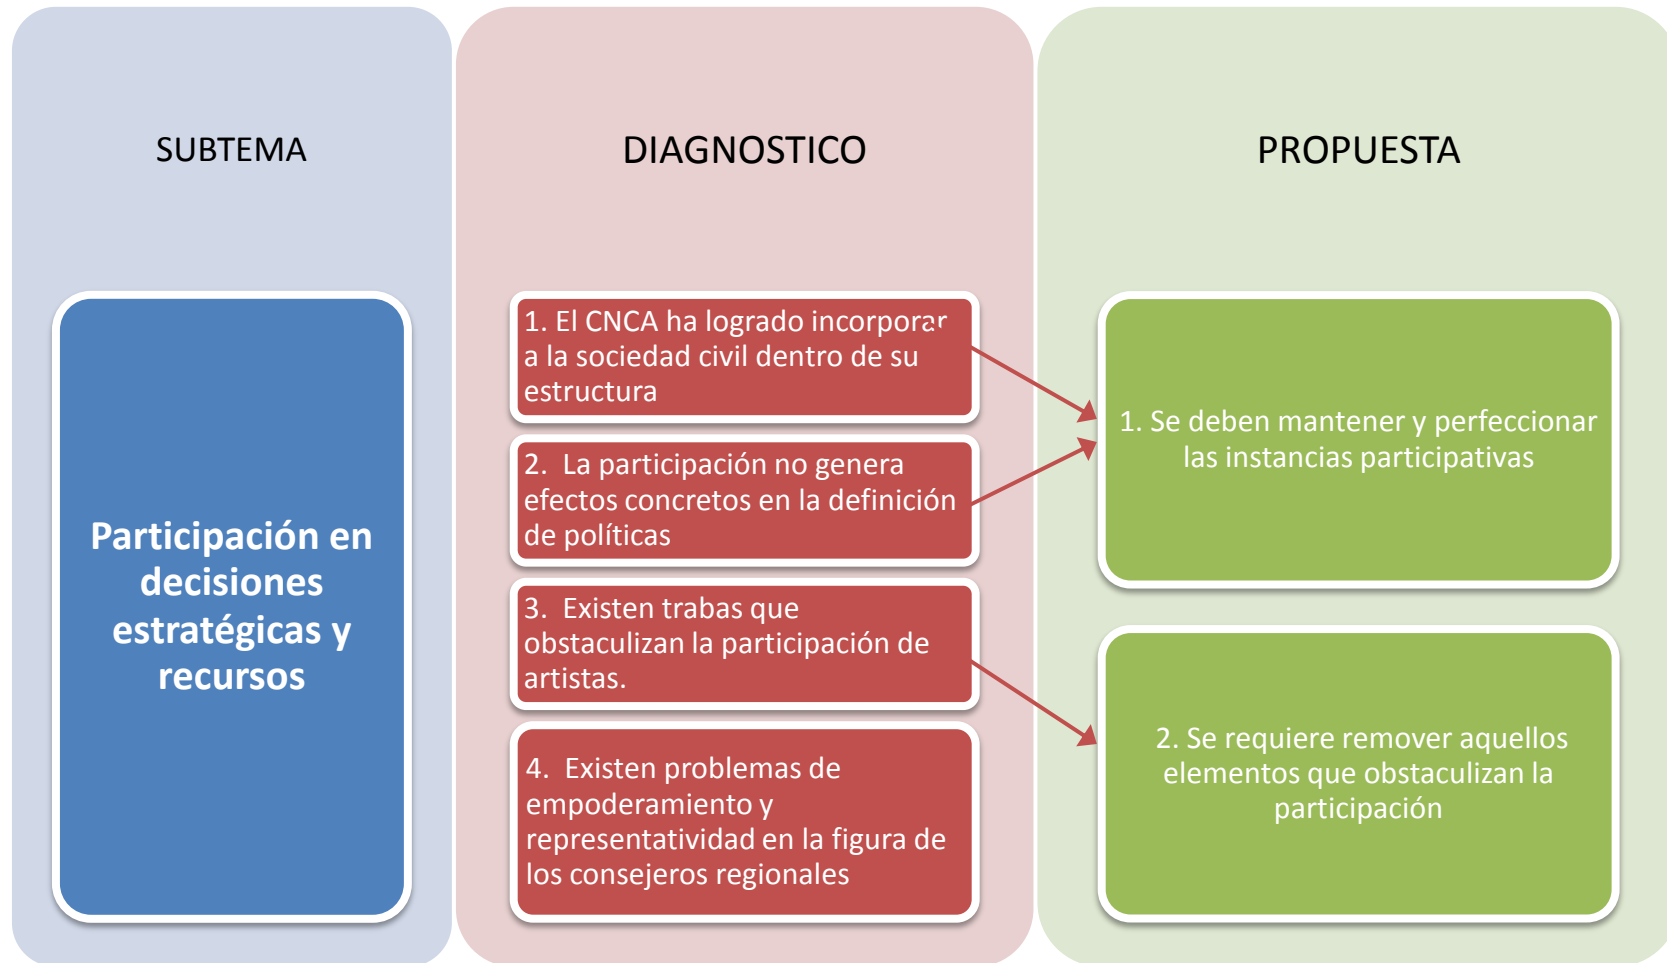 SUBTEMA
DIAGNOSTICO
PROPUESTA
Participación en
decisiones
estratégicas y
recursos
1. El CNCA ha logrado incorporar
a la sociedad civil dentro de su
estructura
2. La participación no genera
efectos concretos en la definición
de políticas
3. Existen trabas que
obstaculizan la participación de
artistas.
4. Existen problemas de
empoderamiento y
representatividad en la figura de
los consejeros regionales
1. Se deben mantener y perfeccionar
las instancias participativas
2. Se requiere remover aquellos
elementos que obstaculizan la
participación